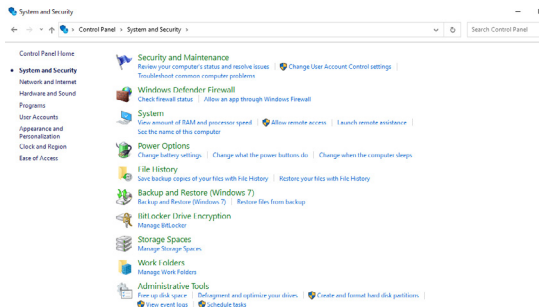 System and Security
Control Panel > System and Security >
Search Control Panel
Control Panel Home
System and Security
Network and Internet
Hardware and Sound
Programs
User Accounts
Appearance and
Personalization
Clock and Region
Ease of Access
Security and Maintenance
Review your computer's status and resolve issues | Change User Account Control settings |
Troubleshoot common computer problems
Windows Defender Firewall
Check firewall status | Allow an app through Windows Firewall
System
View amount of RAM and processor speed | Allow remote access | Launch remote assistance |
See the name of this computer
Power Options
Change battery settings | Change what the power buttons do | Change when the computer sleeps
File History
Save backup copies of your files with File History | Restore your files with File History
Backup and Restore (Windows 7)
Backup and Restore (Windows 7) | Restore files from backup
BitLocker Drive Encryption
Manage BitLocker
Storage Spaces
Manage Storage Spaces
Work Folders
Manage Work Folders
Administrative Tools
Free up disk space | Defragment and optimize your drives | Create and format hard disk partitions |
View event logs | Schedule tasks